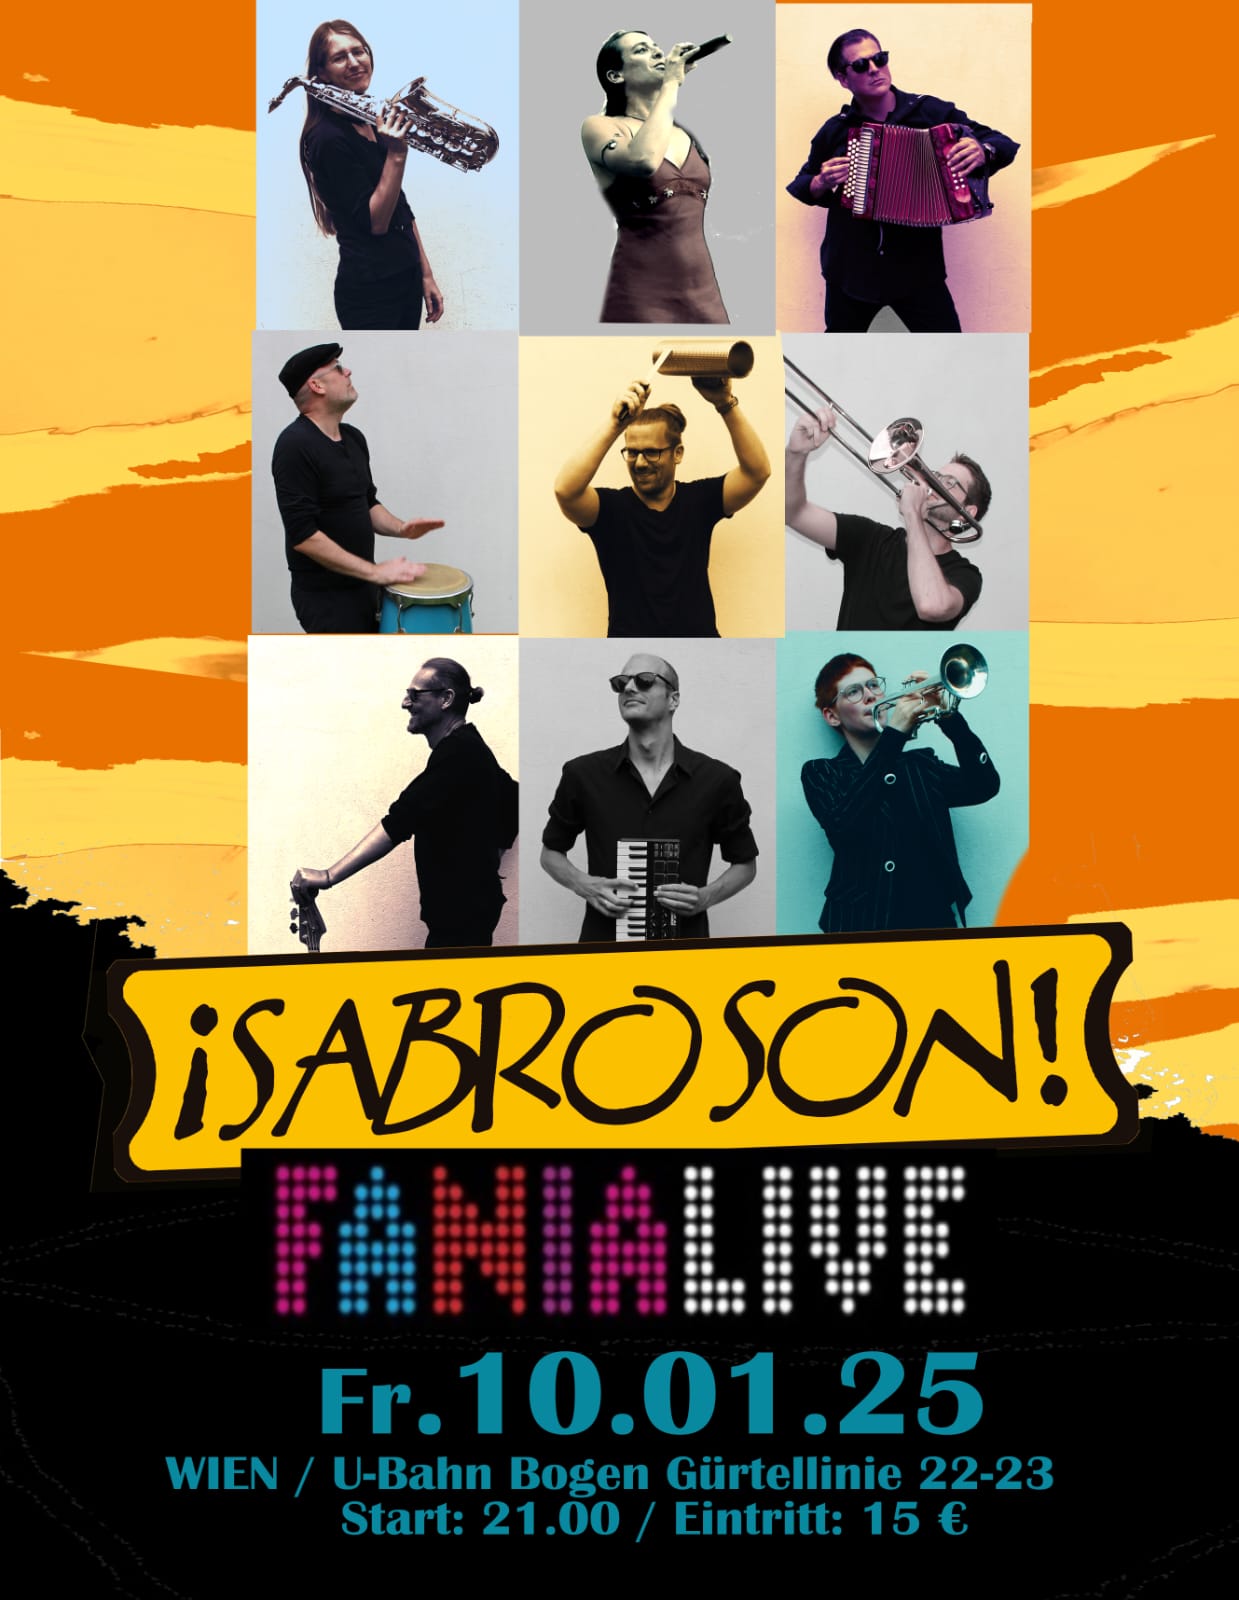 ¡SABROSON!
FANIALIVE
Fr.10.01.25
WIEN / U-Bahn Bogen Gürtellinie 22-23
Start: 21.00 / Eintritt: 15 €